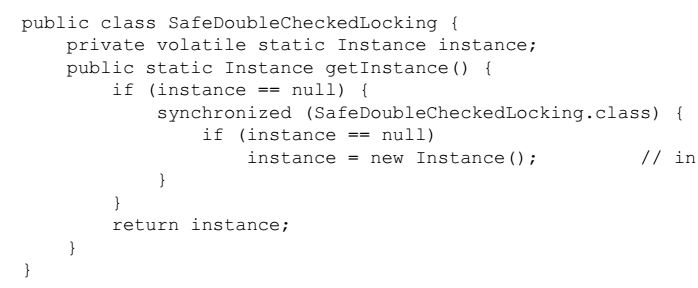 public class SafeDoubleCheckedLocking {
    private volatile static Instance instance;
    public static Instance getInstance() {
        if (instance == null) {
            synchronized (SafeDoubleCheckedLocking.class) {
                if (instance == null)
                    instance = new Instance();          // in
            }
        }
        return instance;
    }
}